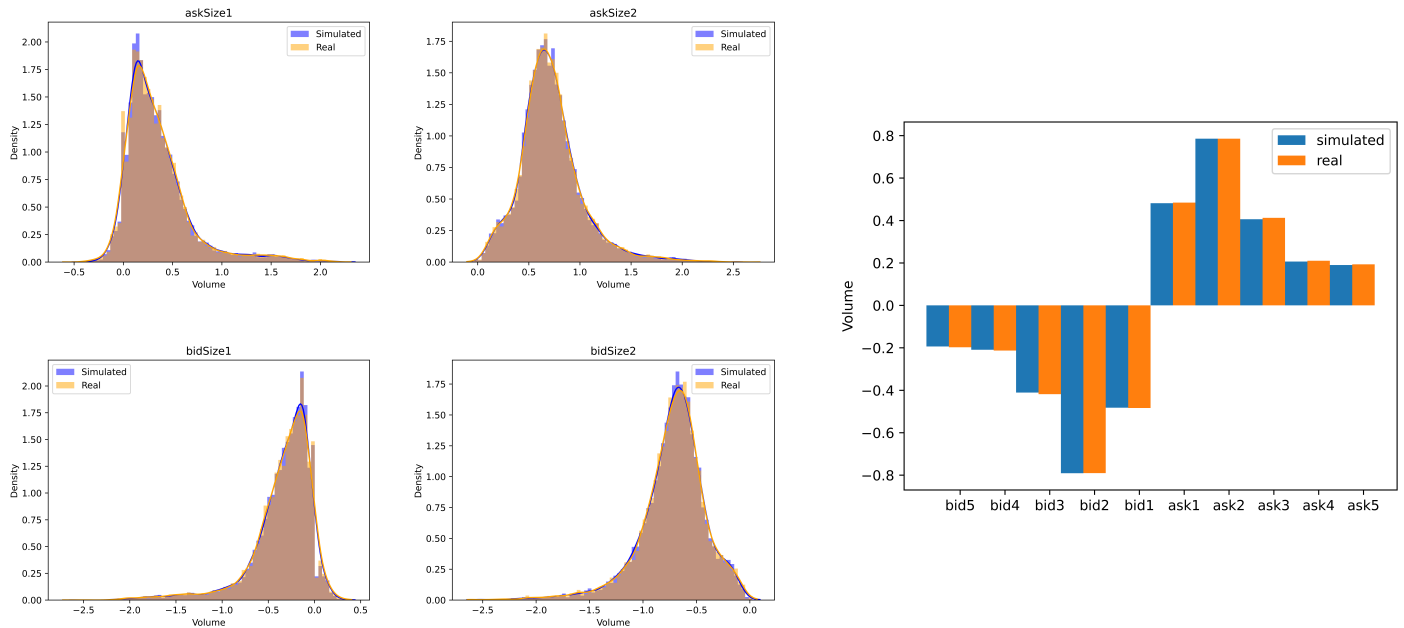 askSize1
2.00
1.75
1.50
1.25
1.00
0.75
0.50
0.25
0.00
Density
Simulated
Real
−0.5 0.0 0.5 1.0 1.5 2.0
Volume
askSize2
1.75
1.50
1.25
1.00
0.75
0.50
0.25
0.00
Density
Simulated
Real
0.0 0.5 1.0 1.5 2.0 2.5
Volume
bidSize1
2.00
1.75
1.50
1.25
1.00
0.75
0.50
0.25
0.00
Density
Simulated
Real
−2.5 −2.0 −1.5 −1.0 −0.5 0.0 0.5
Volume
bidSize2
1.75
1.50
1.25
1.00
0.75
0.50
0.25
0.00
Density
Simulated
Real
−2.5 −2.0 −1.5 −1.0 −0.5 0.0
Volume
0.8
0.6
0.4
0.2
0.0
−0.2
−0.4
−0.6
−0.8
Volume
simulated
real
bid5 bid4 bid3 bid2 bid1 ask1 ask2 ask3 ask4 ask5